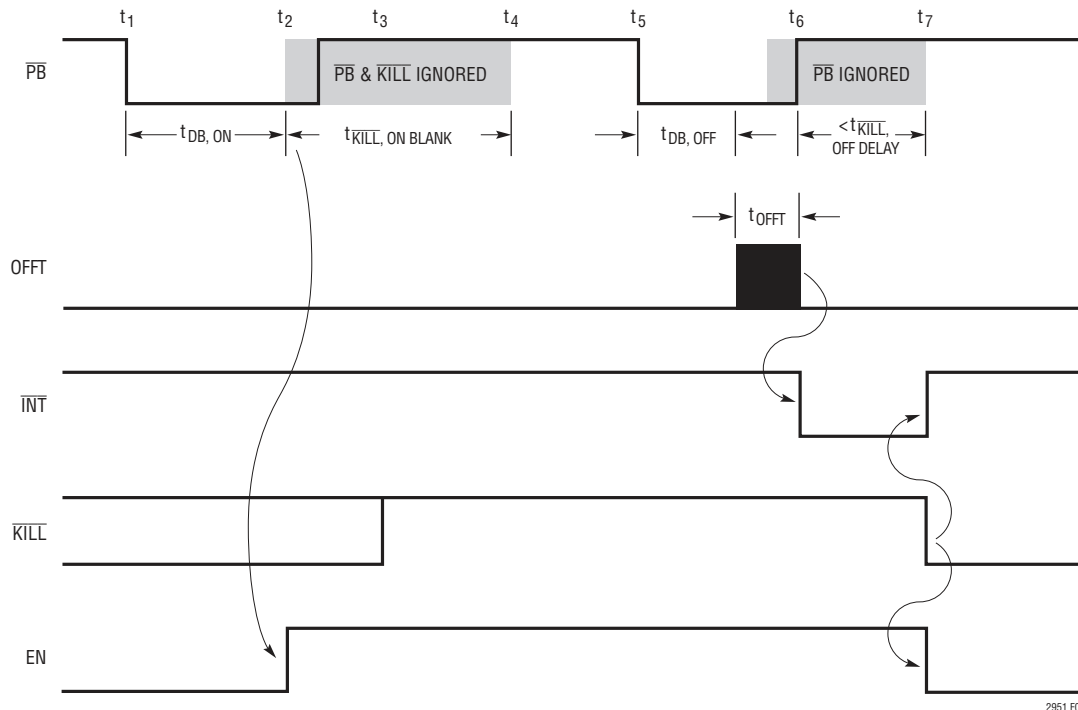 t1 t2 t3 t4 t5 t6 t7
PB
PB & KILL IGNORED
PB IGNORED
tDB, ON
tKILL, ON BLANK
tDB, OFF
<tKILL,
OFF DELAY
tOFFT
OFFT
INT
KILL
EN